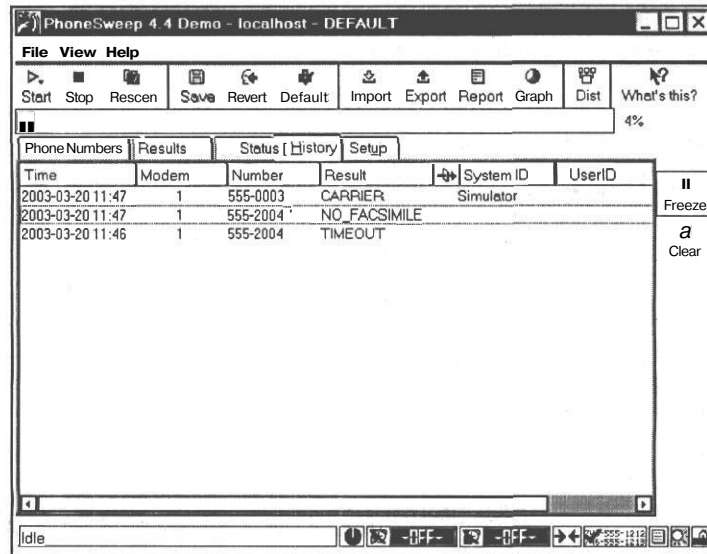 PhoneSweep 4.4 Demo - localhost - DEFAULT
File View Help
Start Stop Rescen Save Revert Default Import Export Report Graph Dist What's this?
4%
Phone Numbers Results Status [ History Setup
Time Modem Number Result System ID UserID
2003-03-20 11:47 1 555-0003 CARRIER Simulator
2003-03-20 11:47 1 555-2004 ' NO_FACSIMILE
2003-03-20 11:46 1 555-2004 TIMEOUT
Freeze
a
Clear
Idle -OFF- -OFF- 555-1212